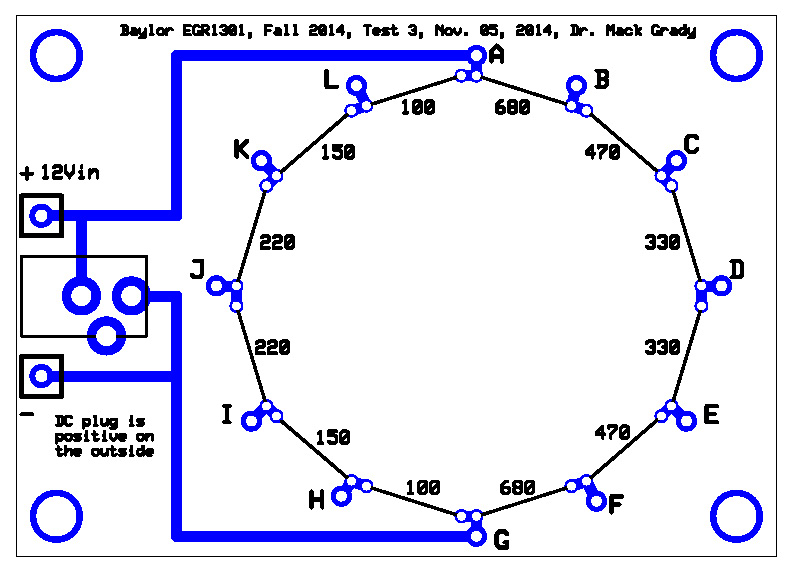 Baylor EGR1301, Fall 2014, Test 3, Nov. 05, 2014, Dr. Mack Grady
A
L
B
100
680
K
150
470
C
+ 12Vin
220
330
J
D
220
330
I
E
- 
DC plug is
positive on
the outside
150
470
H
100
680
F
G